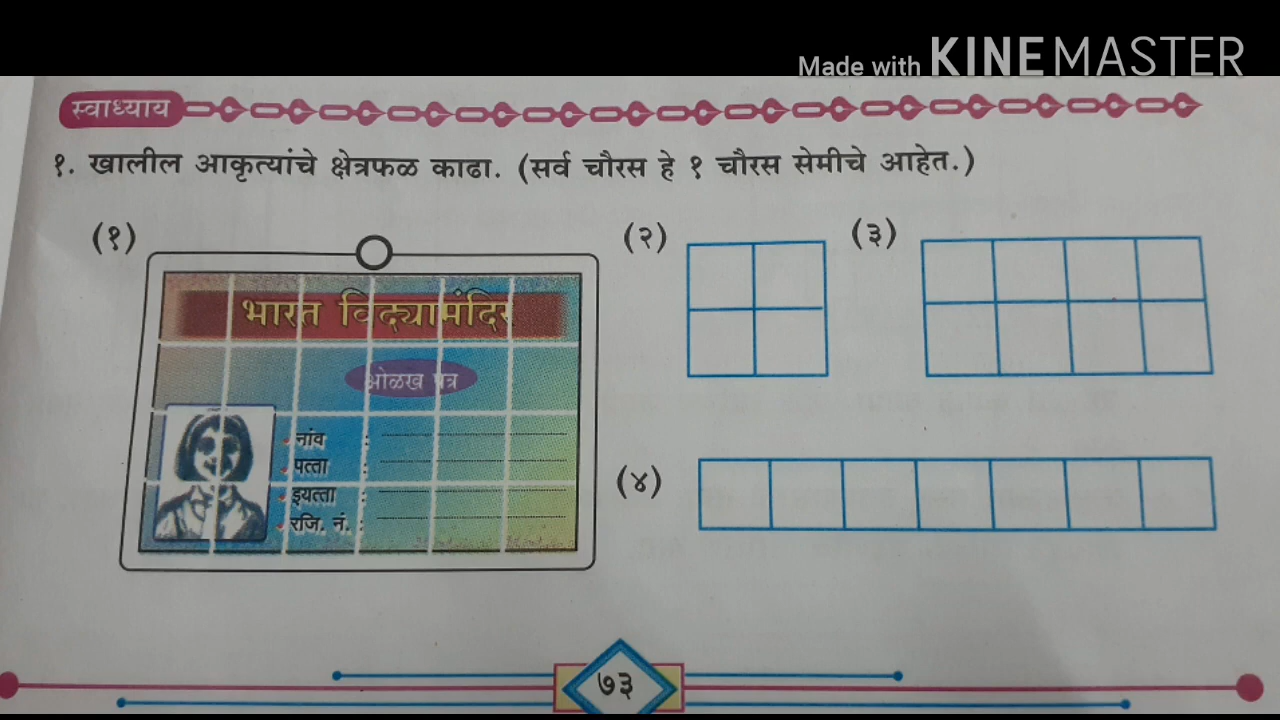 Made with KINEMASTER
स्वाध्याय
१. खालील आकृत्यांचे क्षेत्रफळ काढा. (सर्व चौरस हे १ चौरस सेमीचे आहेत.)
(१)
भारत विद्यामंदिर
ओळख पत्र
नांव :
पत्ता :
इयत्ता :
रजि. नं. :
(२)
(३)
(४)
७३